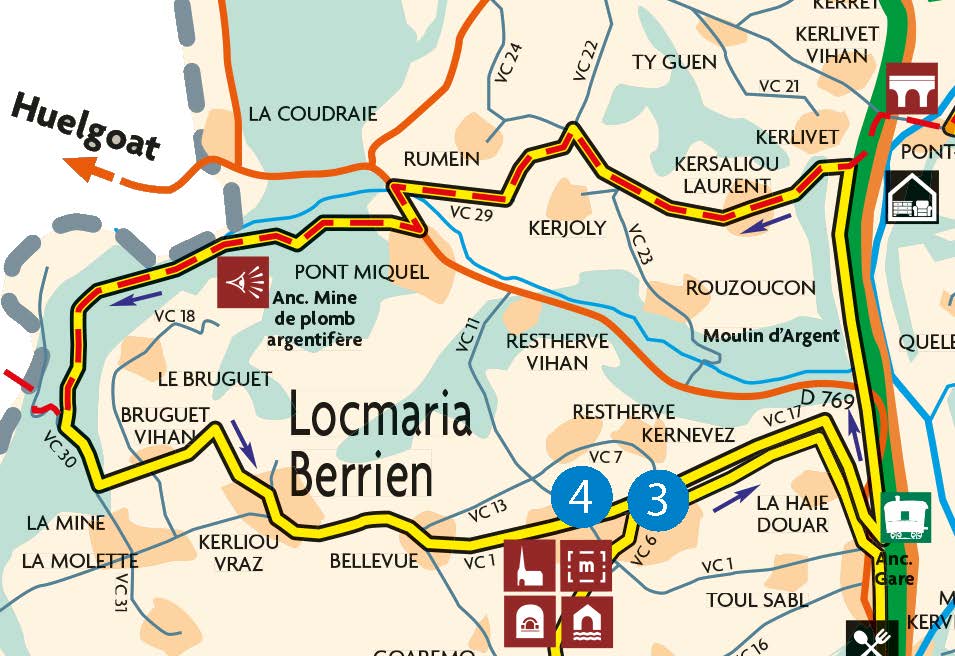 KERRET
KERLIVET
VIHAN
VC 24
VC 22
TY GUEN
VC 21
Huelgoat
LA COUDRAIE
KERLIVET
RUMEIN
KERSALIOU
LAURENT
PONT-
VC 29
KERJOLY
VC 23
PONT MIQUEL
Anc. Mine
de plomb
argentifère
ROUZOUCON
VC 18
VC 11
RESTHERVE
VIHAN
Moulin d'Argent
QUELE
LE BRUGUET
BRUGUET
VIHAN
Locmaria
Berrien
RESTHERVE
KERNEVEZ
VC 17
D 769
VC 30
VC 7
4
3
VC 13
LA HAIE
DOUAR
LA MINE
LA MOLETTE
KERLIOU
VRAZ
BELLEVUE
VC 1
m
VC 6
VC 1
Anc.
Gare
VC 31
TOUL SABL
M
KERV
VC 16
GOAREMO